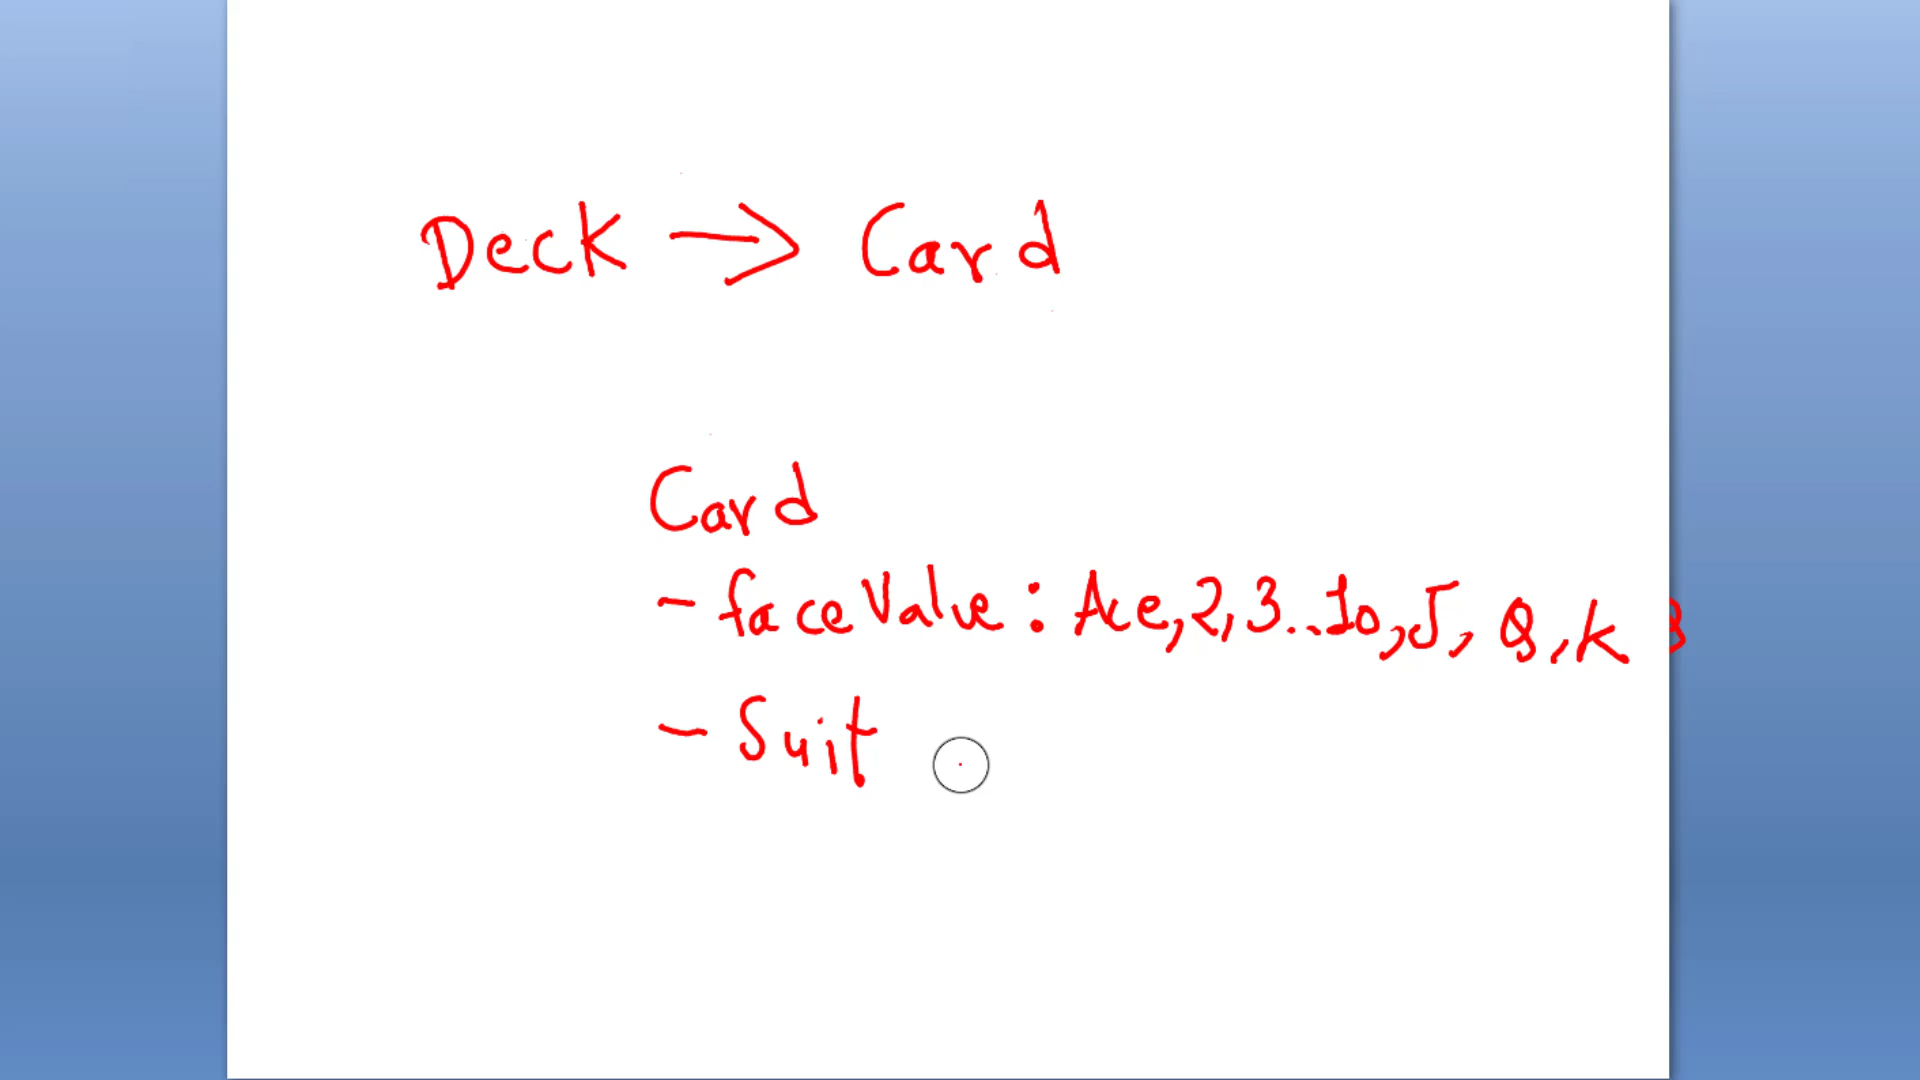 Deck → Card
Card
- faceValue: Ace, 2, 3..10, J, Q, K
- Suit